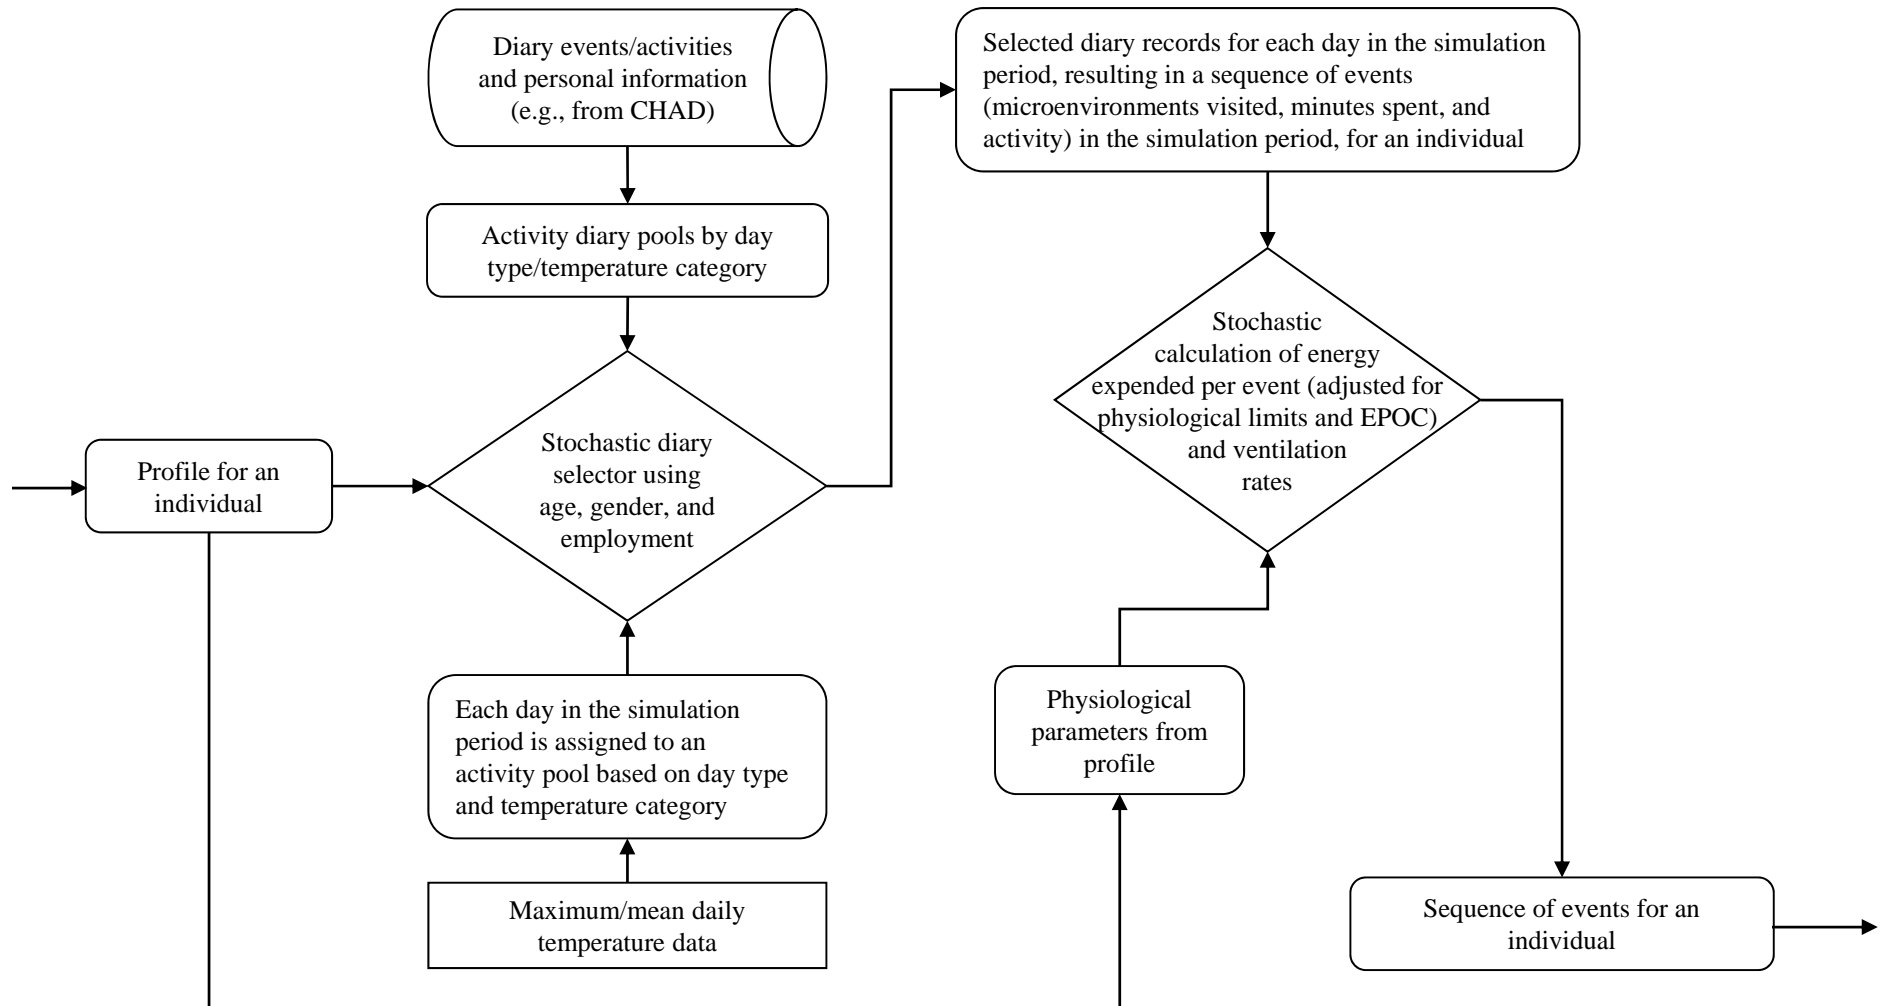 Diary events/activities
and personal information
(e.g., from CHAD)
Selected diary records for each day in the simulation
period, resulting in a sequence of events
(microenvironments visited, minutes spent, and
activity) in the simulation period, for an individual
Activity diary pools by day
type/temperature category
Stochastic
calculation of energy
expended per event (adjusted for
physiological limits and EPOC)
and ventilation
rates
Profile for an
individual
Stochastic diary
selector using
age, gender, and
employment
Each day in the simulation
period is assigned to an
activity pool based on day type
and temperature category
Physiological
parameters from
profile
Maximum/mean daily
temperature data
Sequence of events for an
individual